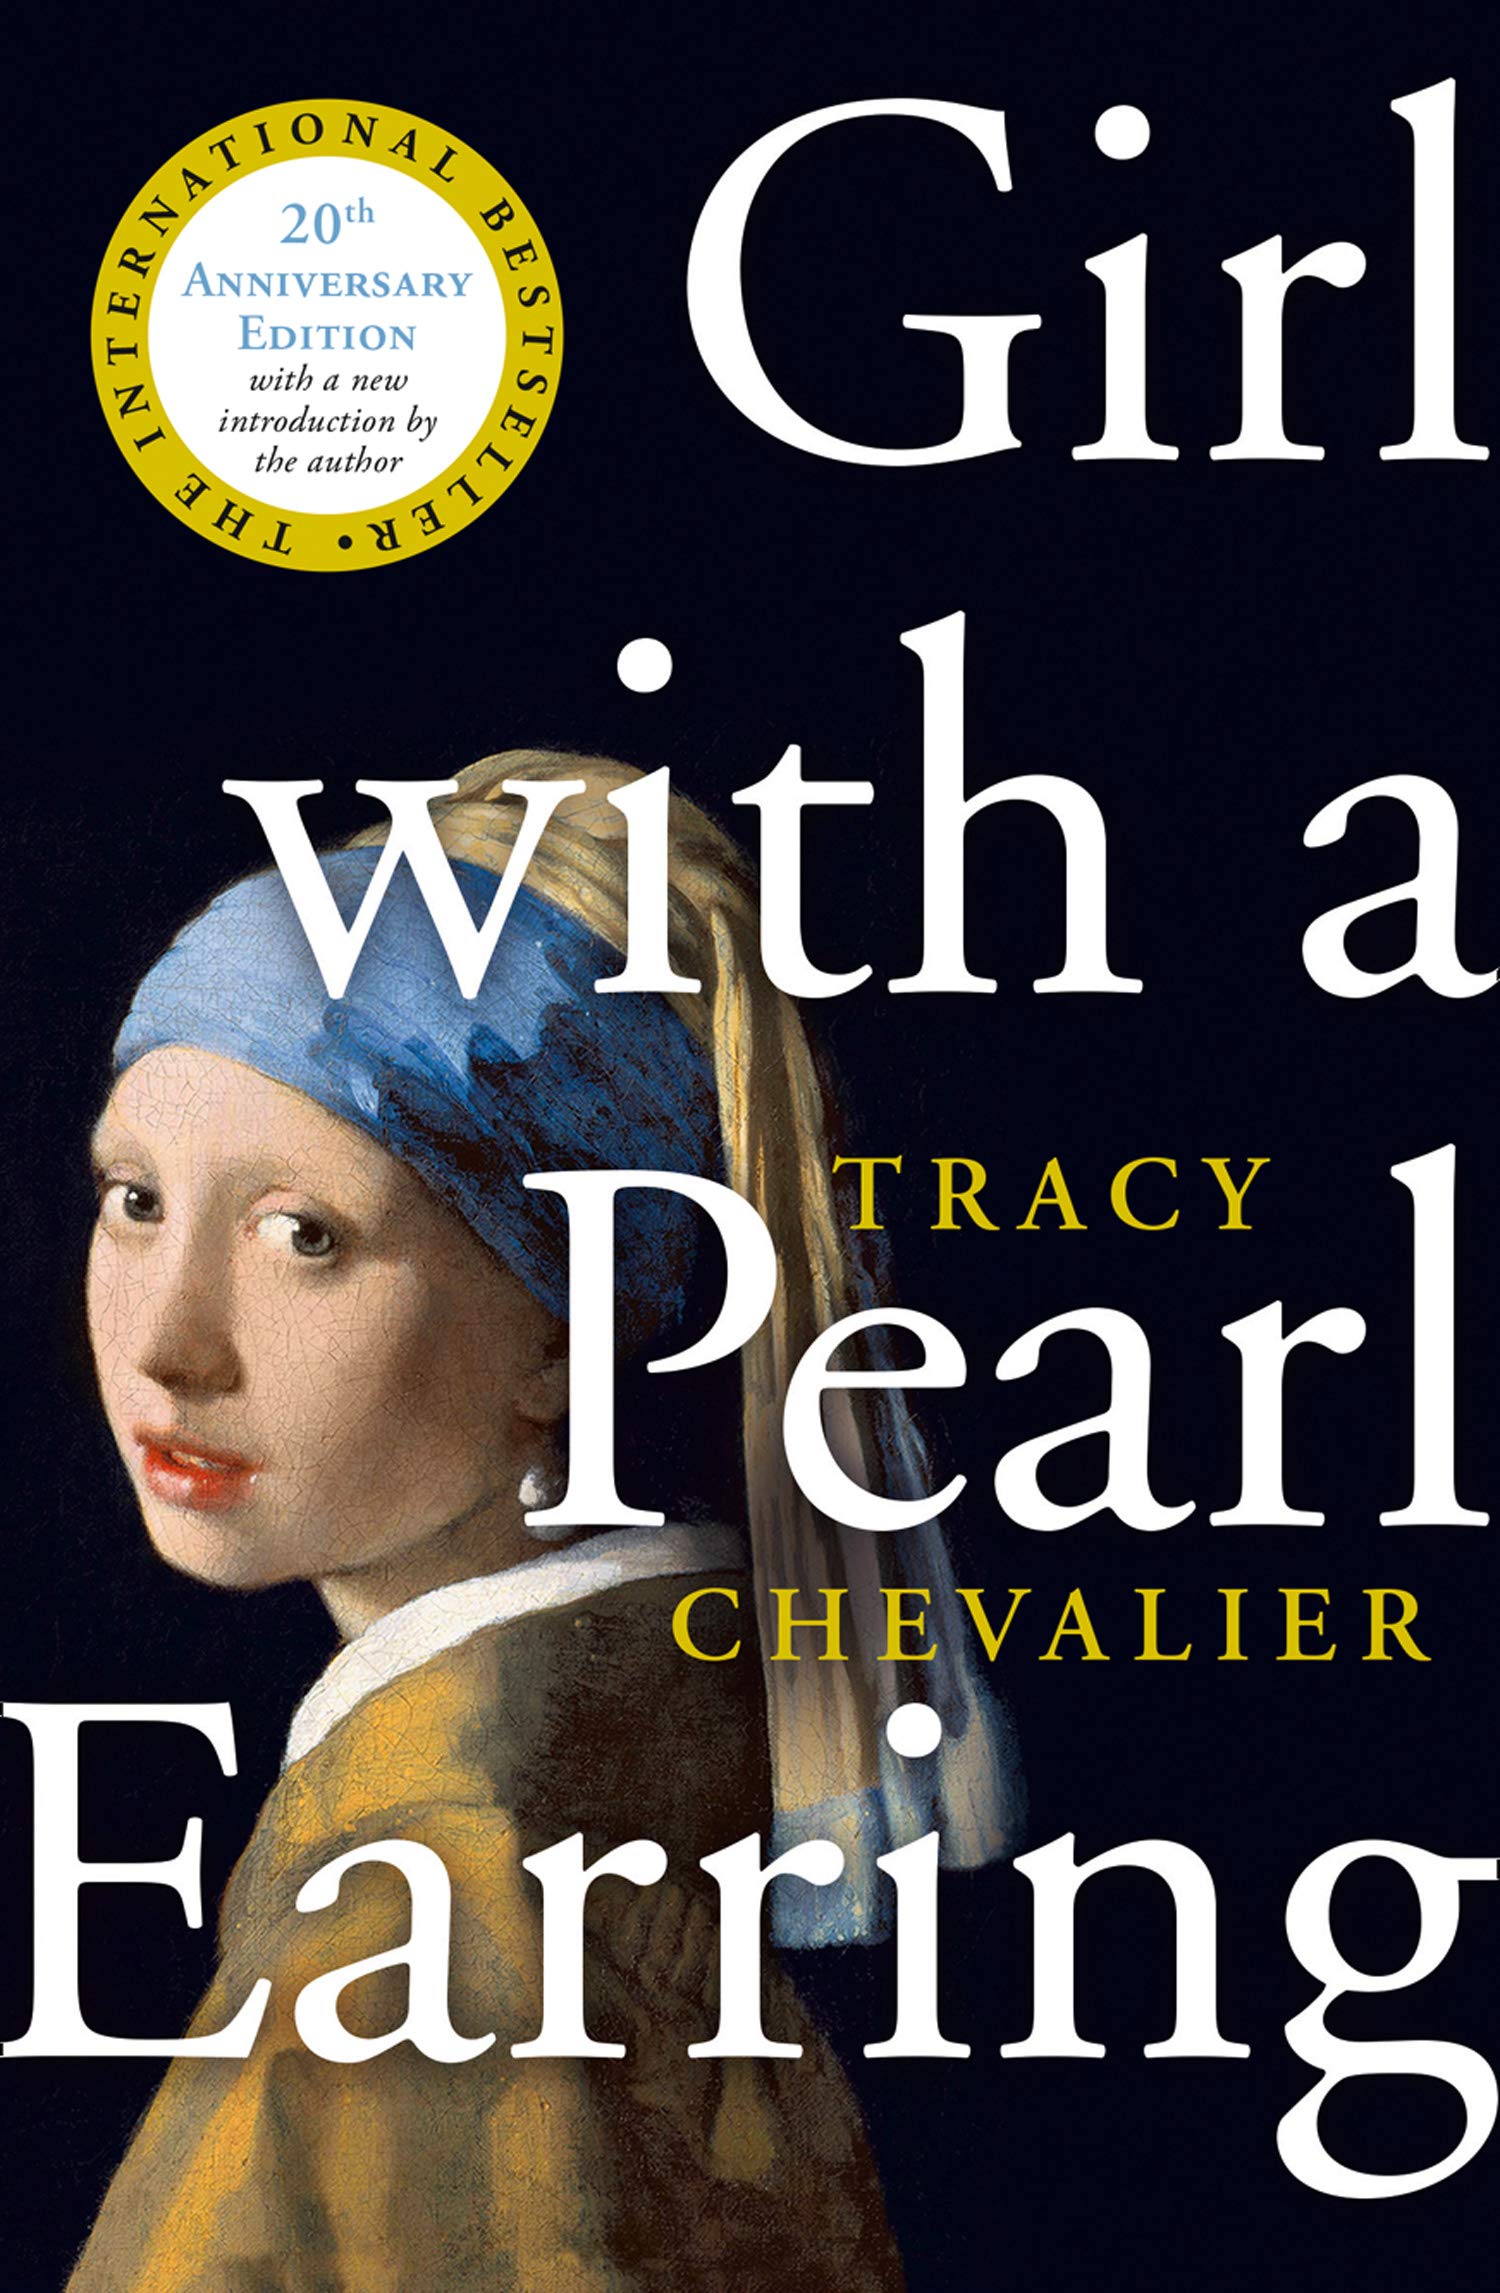 THE INTERNATIONAL BESTSELLER •
20th
ANNIVERSARY
EDITION
with a new
introduction by
the author
Girl
with a
TRACY
Pearl
CHEVALIER
Earring